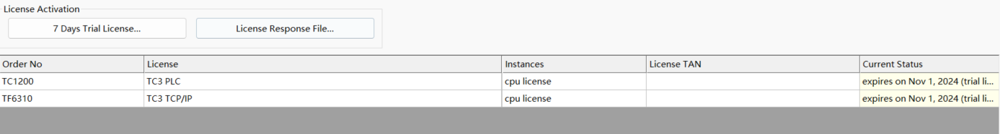 License Activation
7 Days Trial License...
License Response File...
Order No License Instances License TAN Current Status
TC1200 TC3 PLC cpu license expires on Nov 1, 2024 (trial li...
TF6310 TC3 TCP/IP cpu license expires on Nov 1, 2024 (trial li...